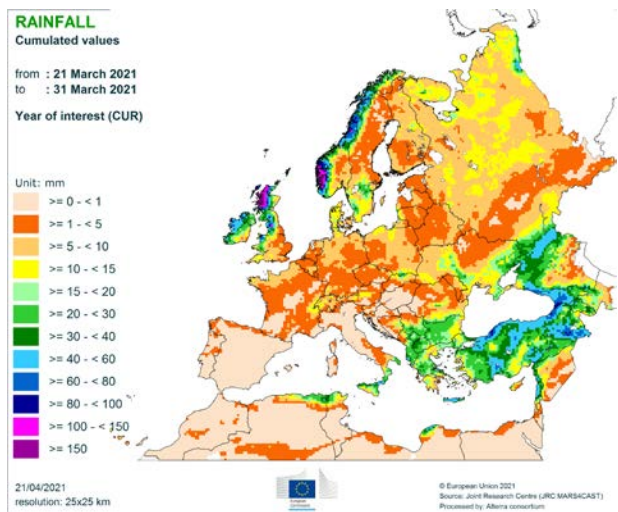 RAINFALL
Cumulated values
from : 21 March 2021
to : 31 March 2021
Year of interest (CUR)
Unit: mm
>= 0 - < 1
>= 1 - < 5
>= 5 - < 10
>= 10 - < 15
>= 15 - < 20
>= 20 - < 30
>= 30 - < 40
>= 40 - < 60
>= 60 - < 80
>= 80 - < 100
>= 100 - < 150
>= 150
21/04/2021
resolution: 25x25 km
European
Commission
© European Union 2021
Source: Joint Research Centre (JRC MARS4CAST)
Processed by: Alterra consortium